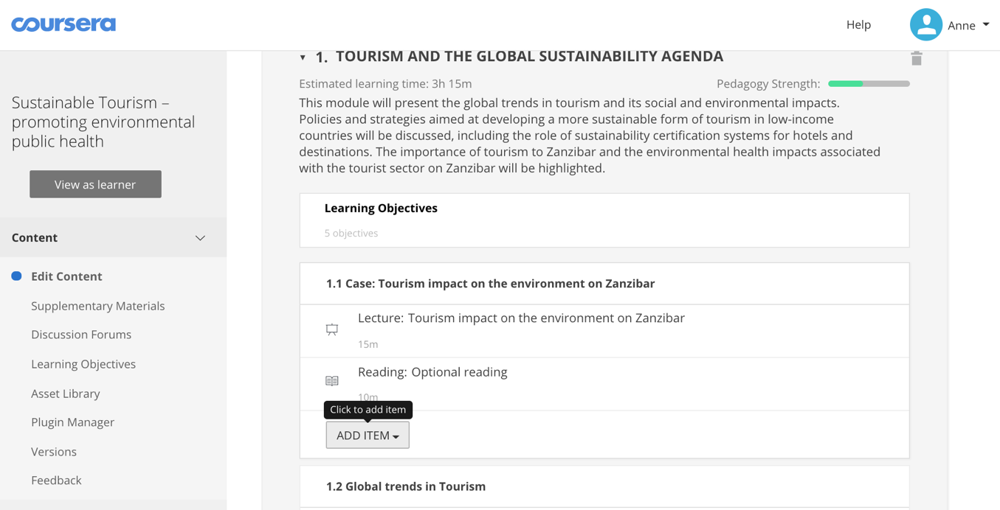 coursera
Help
Anne
Sustainable Tourism –
promoting environmental
public health
View as learner
Content
Edit Content
Supplementary Materials
Discussion Forums
Learning Objectives
Asset Library
Plugin Manager
Versions
Feedback
1. TOURISM AND THE GLOBAL SUSTAINABILITY AGENDA
Estimated learning time: 3h 15m
Pedagogy Strength:
This module will present the global trends in tourism and its social and environmental impacts.
Policies and strategies aimed at developing a more sustainable form of tourism in low-income
countries will be discussed, including the role of sustainability certification systems for hotels and
destinations. The importance of tourism to Zanzibar and the environmental health impacts associated
with the tourist sector on Zanzibar will be highlighted.
Learning Objectives
5 objectives
1.1 Case: Tourism impact on the environment on Zanzibar
Lecture: Tourism impact on the environment on Zanzibar
15m
Reading: Optional reading
10m
Click to add item
ADD ITEM
1.2 Global trends in Tourism